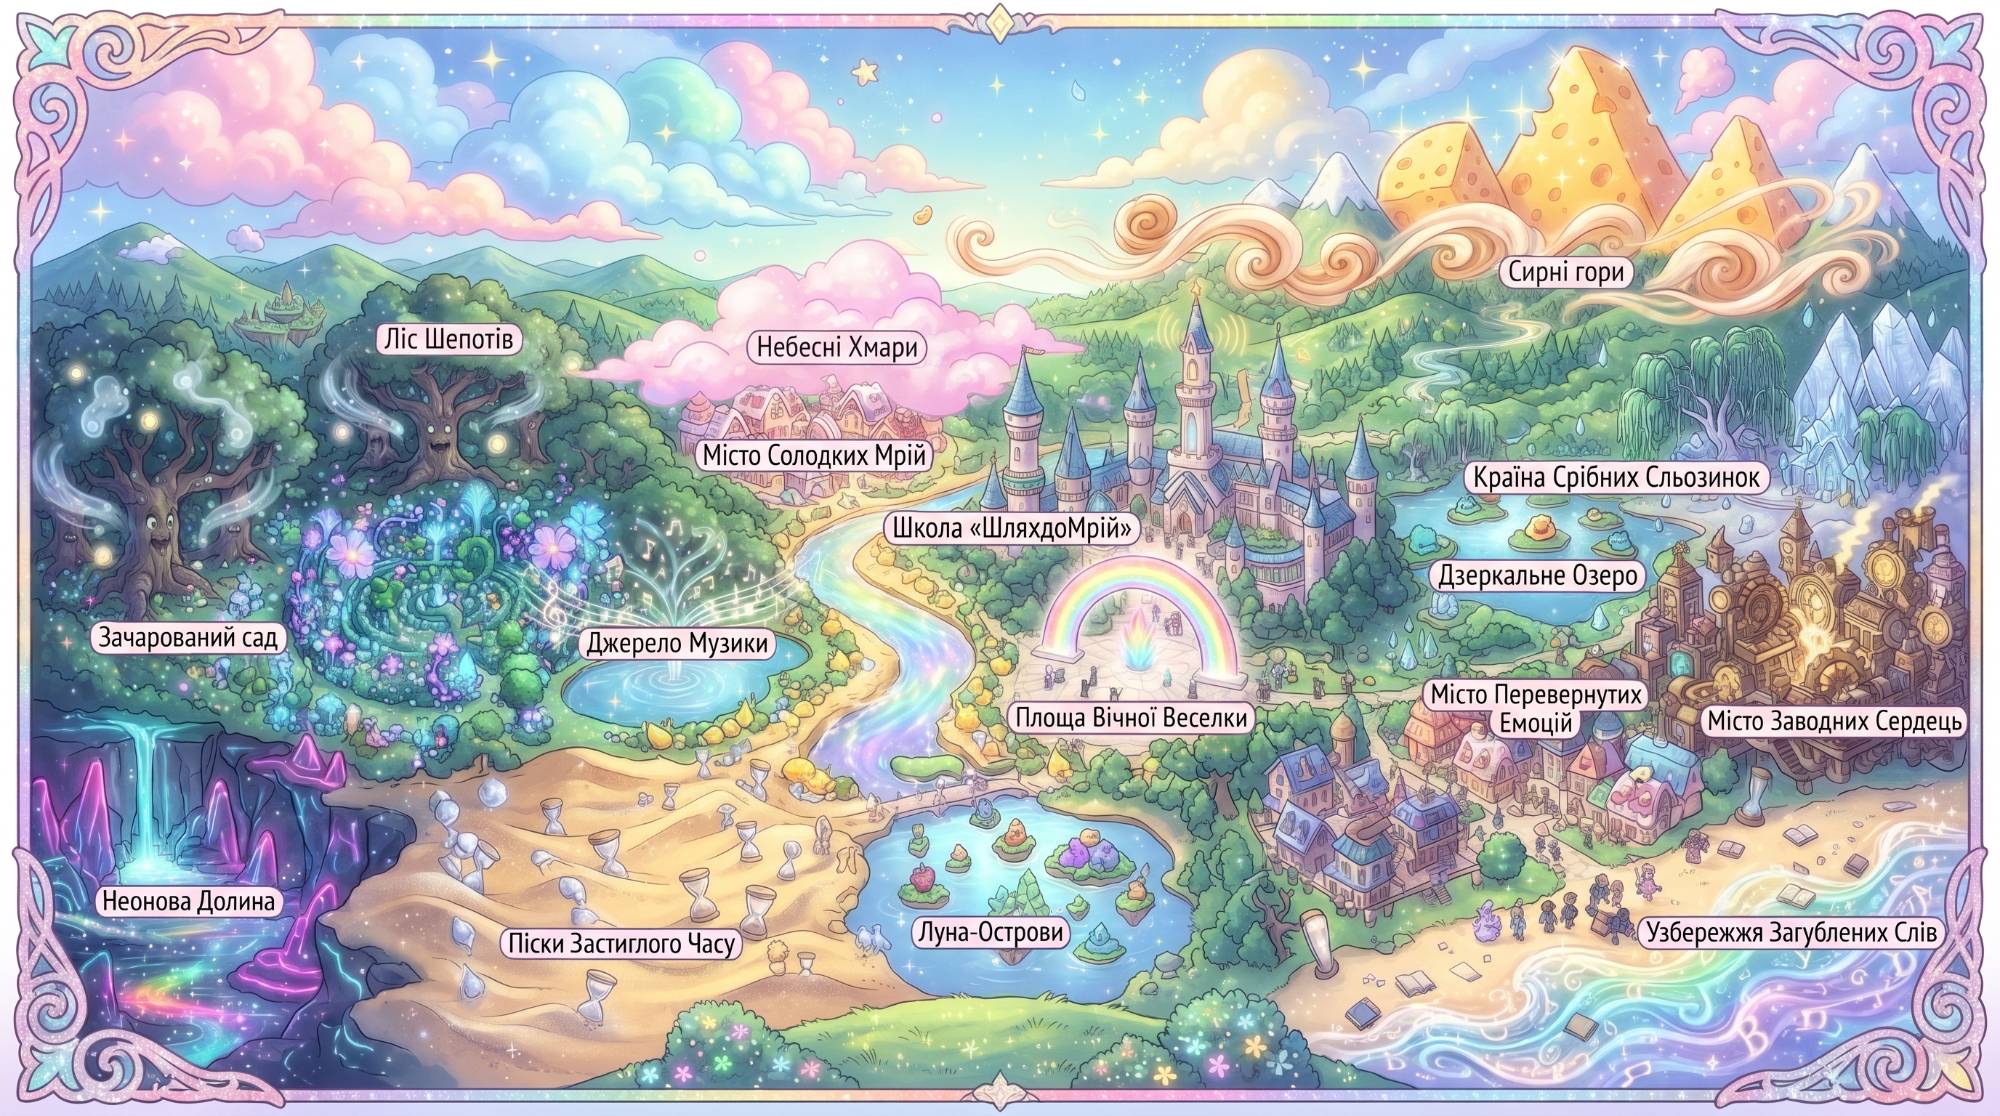 Сирні гори
Ліс Шепотів
Небесні Хмари
Місто Солодких Мрій
Країна Срібних Сльозинок
Школа «ШляхдоМрій»
Дзеркальне Озеро
Зачарований сад
Джерело Музики
Місто Перевернутих
Емоцій
Площа Вічної Веселки
Місто Заводних Сердець
Неонова Долина
Піски Застиглого Часу
Луна-Острови
Узбережжя Загублених Слів